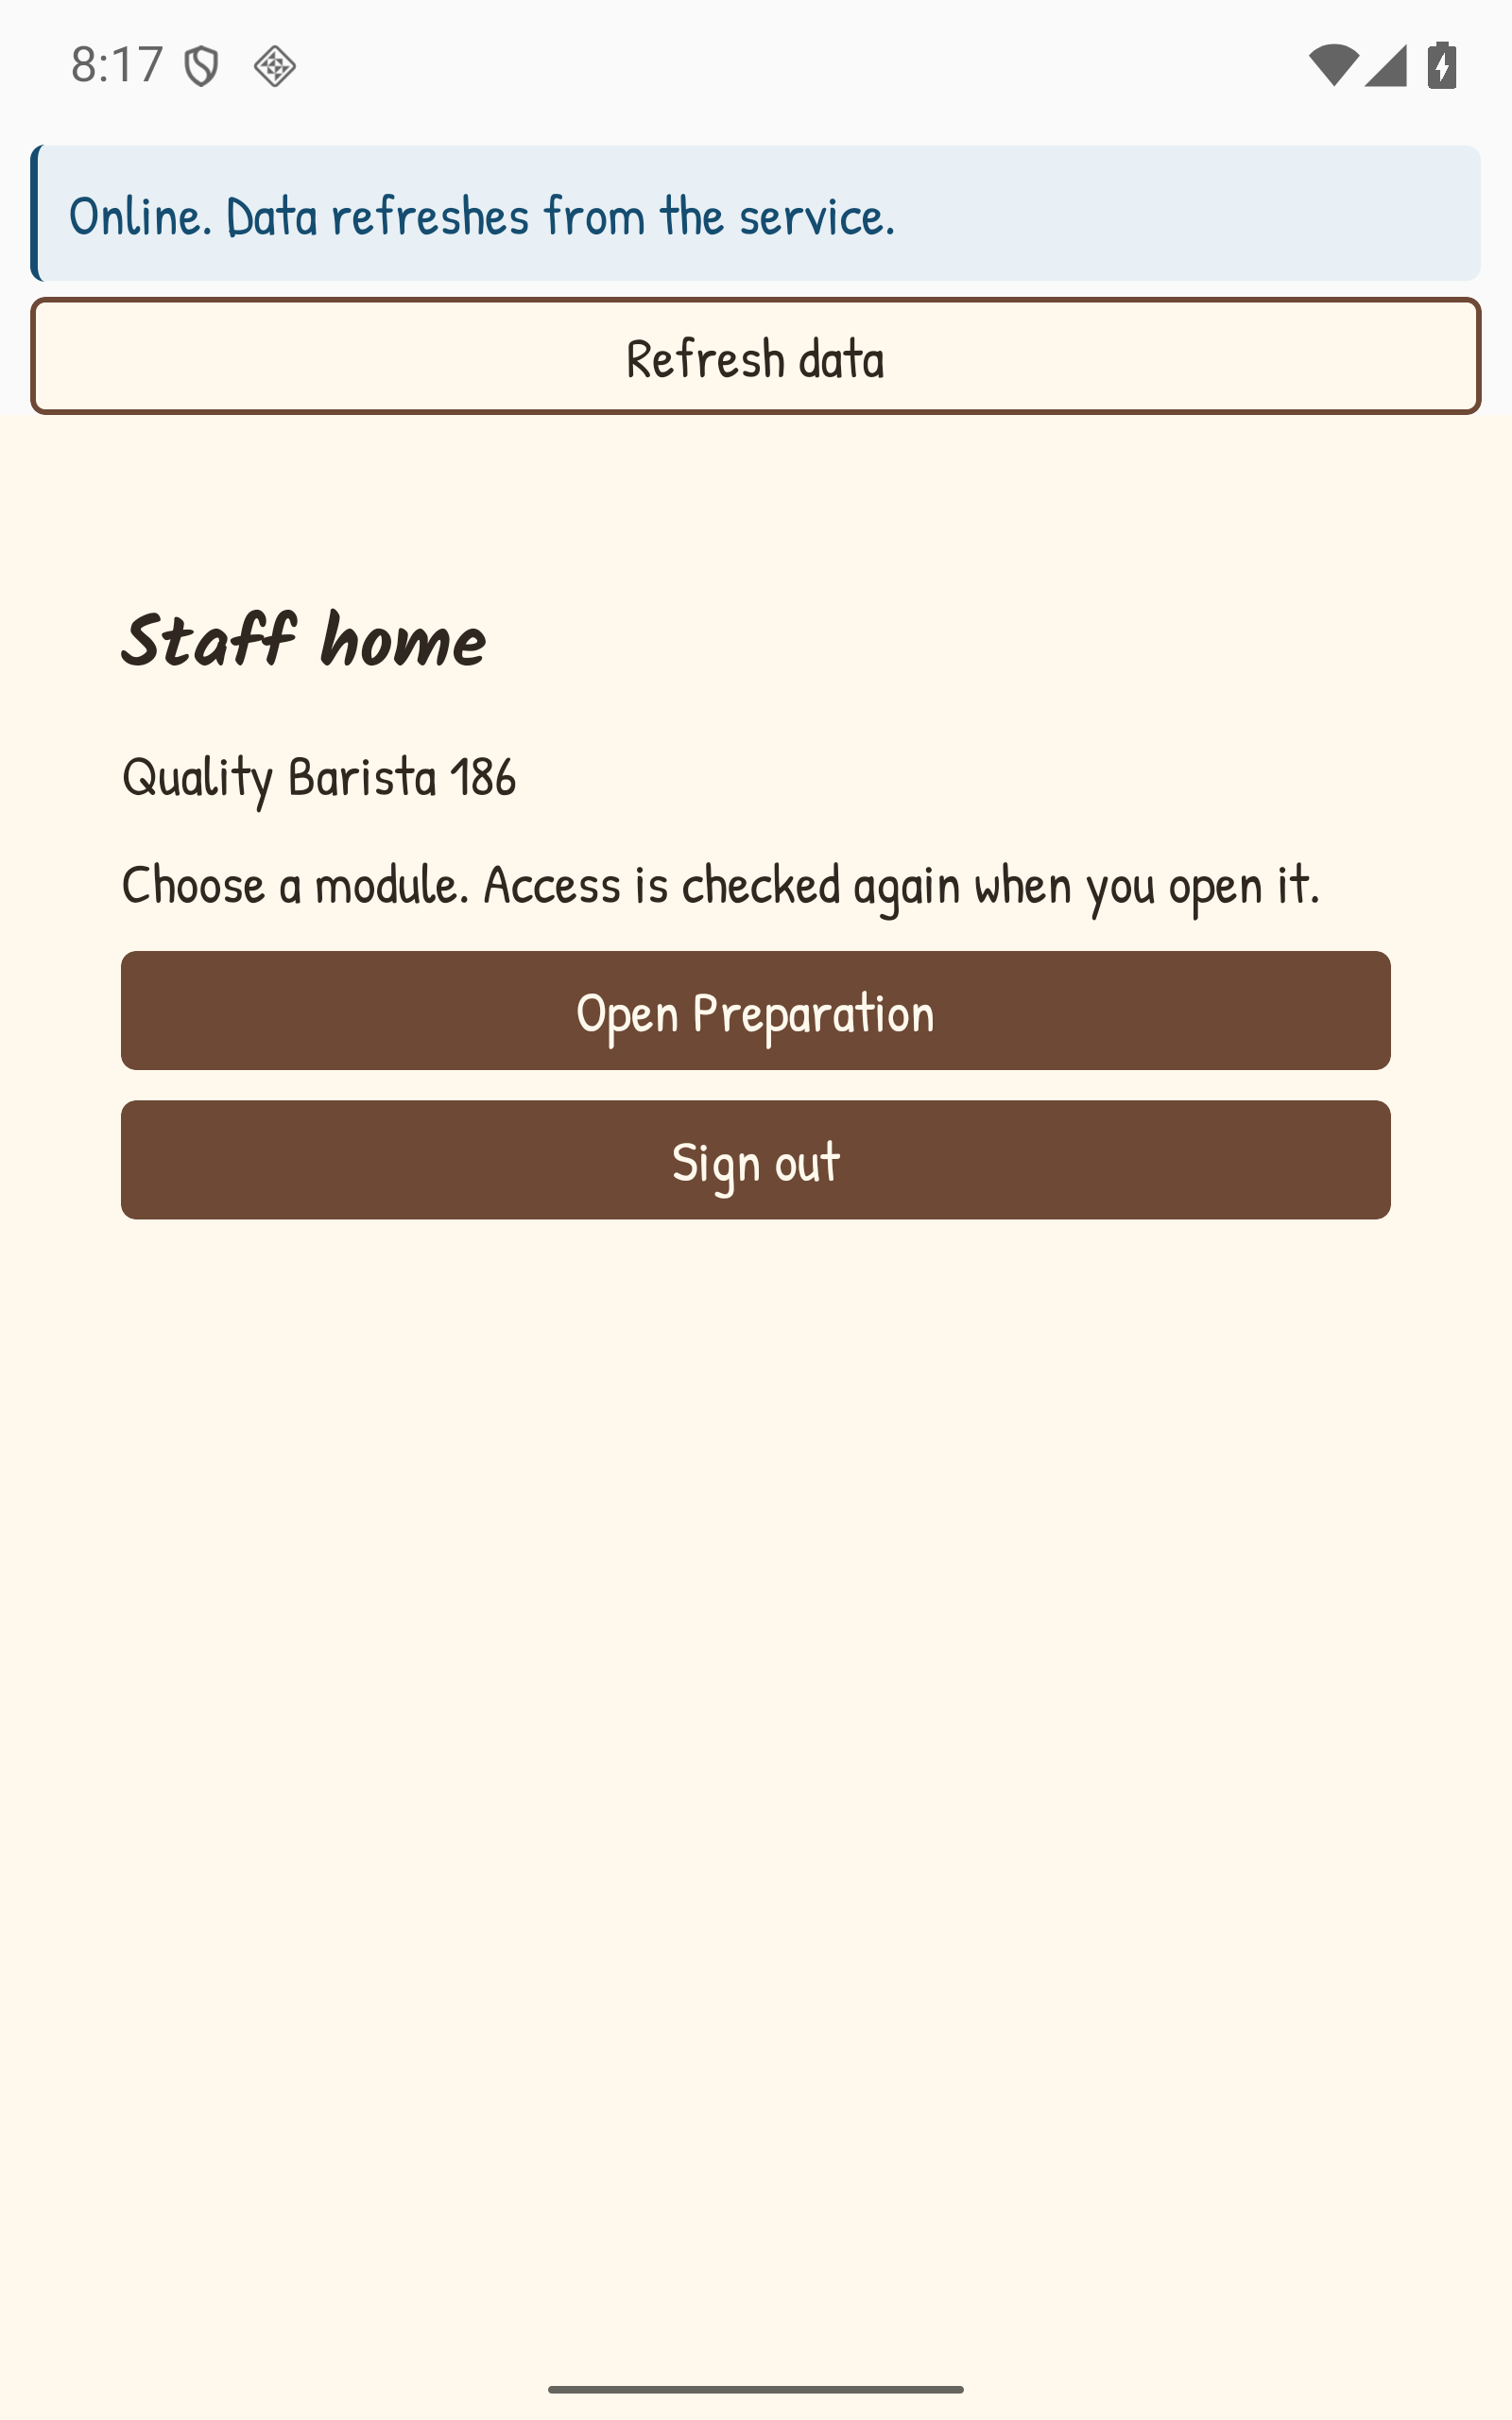 8:17
Online. Data refreshes from the service.
Refresh data
Staff home
Quality Barista 186
Choose a module. Access is checked again when you open it.
Open Preparation
Sign out